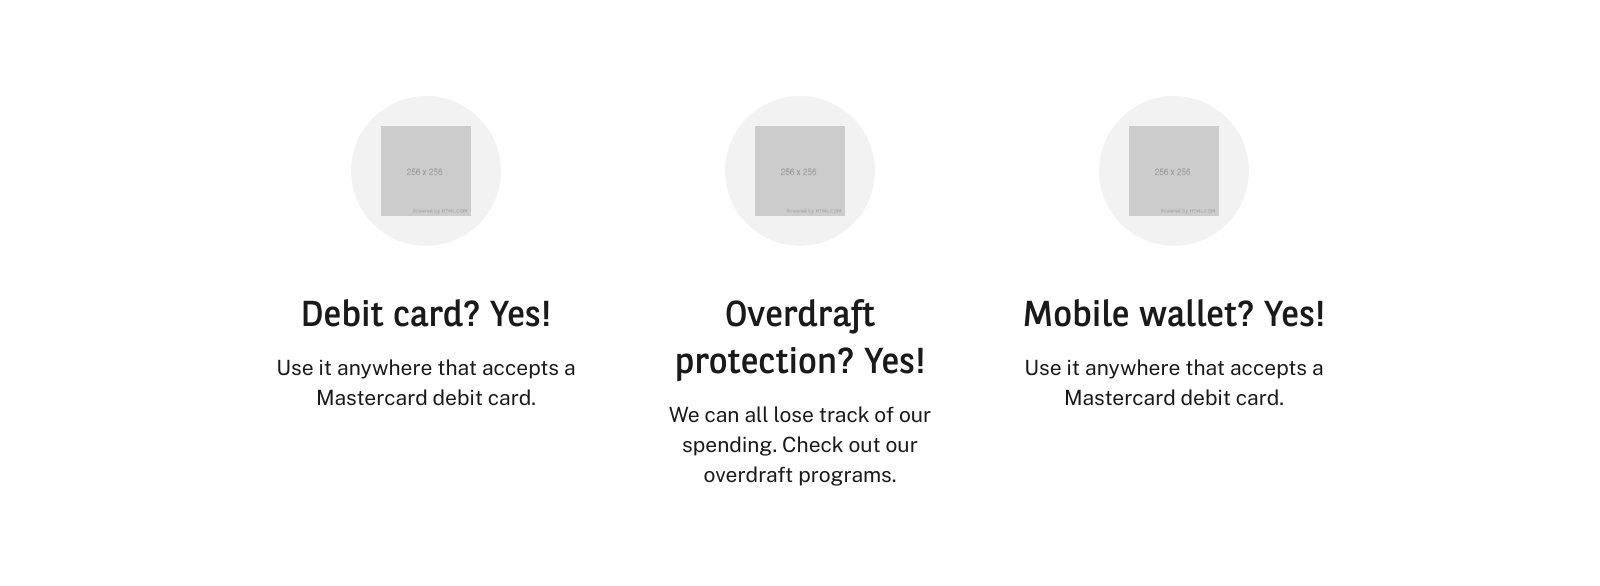 256 x 256
Powered by HTML.COM
256 x 256
Powered by HTML.COM
256 x 256
Powered by HTML.COM
Debit card? Yes!
Use it anywhere that accepts a
Mastercard debit card.
Overdraft
protection? Yes!
We can all lose track of our
spending. Check out our
overdraft programs.
Mobile wallet? Yes!
Use it anywhere that accepts a
Mastercard debit card.